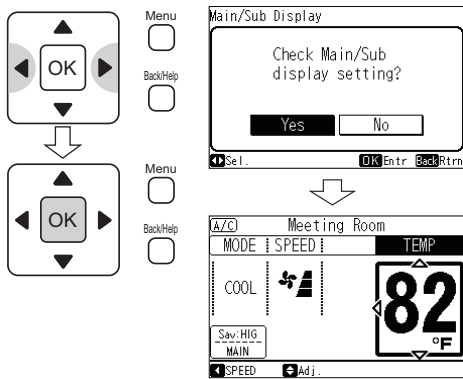 Menu
OK
Back/Help
Main/Sub Display
Check Main/Sub
display setting?
Yes No
Sel. OK Entr Back Rtrn
Menu
OK
Back/Help
A/C Meeting Room
MODE SPEED TEMP
COOL
82
°F
Sav:HIG
MAIN
SPEED Adj.